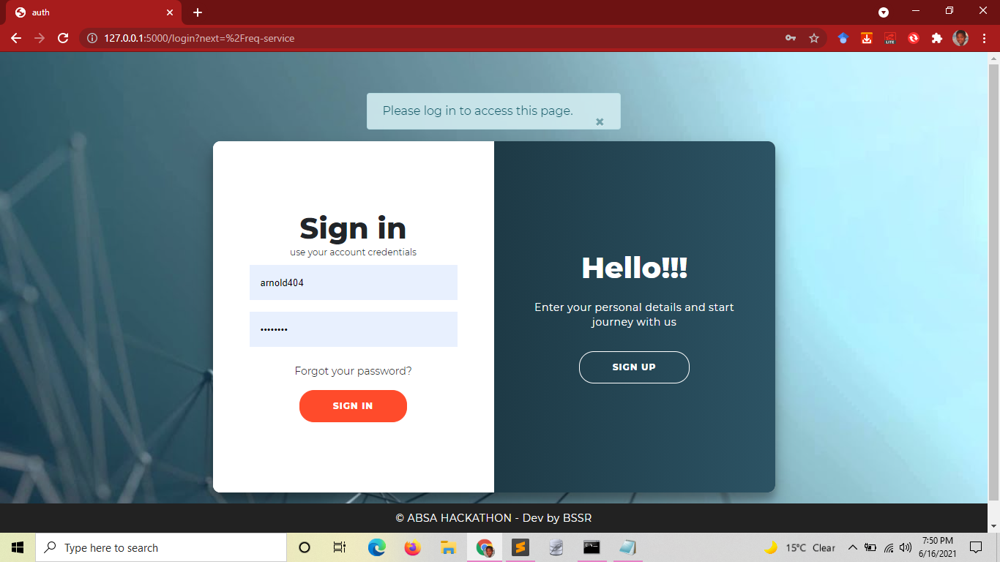 auth
127.0.0.1:5000/login?next=%2Freq-service
LITE
Please log in to access this page.
Sign in
use your account credentials
arnold404
••••••••
Forgot your password?
SIGN IN
Hello!!!
Enter your personal details and start
journey with us
SIGN UP
© ABSA HACKATHON - Dev by BSSR
Type here to search
15°C Clear
7:50 PM
6/16/2021